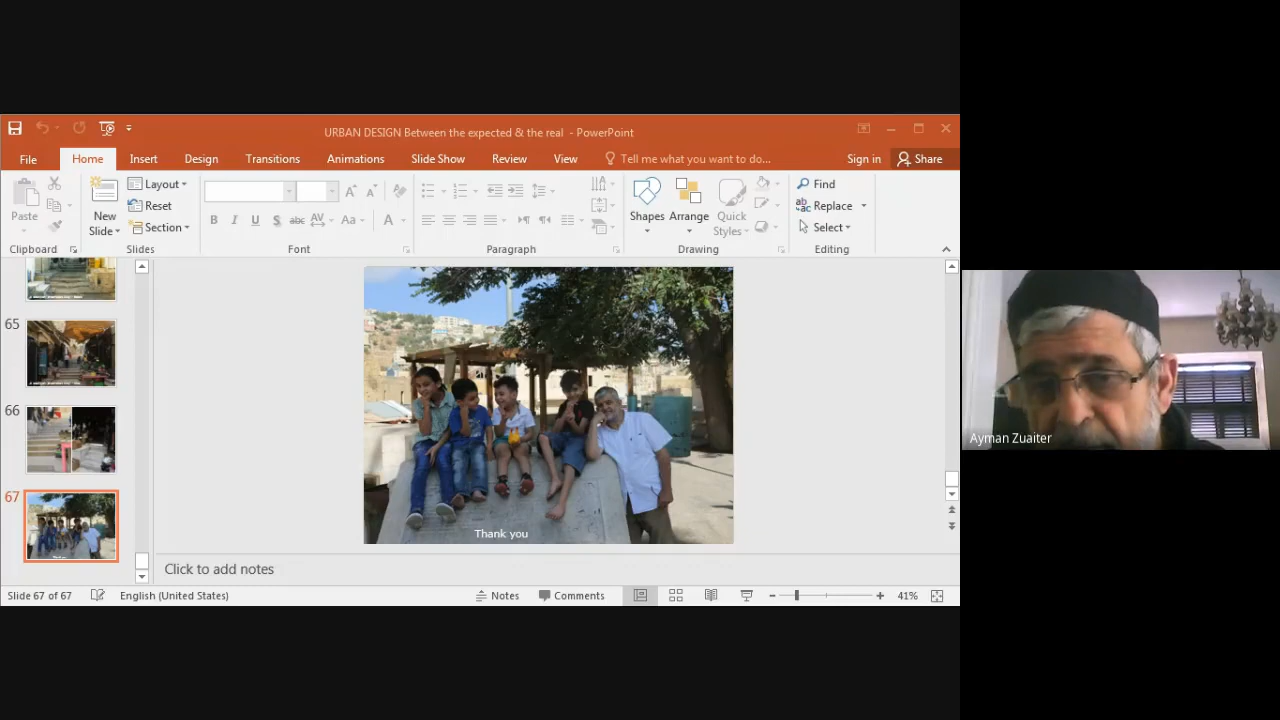 URBAN DESIGN Between the expected & the real - PowerPoint
File Home Insert Design Transitions Animations Slide Show Review View Tell me what you want to do... Sign in Share
Paste
New Slide
Layout
Reset
Section
B I U S abc AV Aa A
Shapes Arrange Quick Styles
Find
Replace
Select
Clipboard Slides Font Paragraph Drawing Editing
65
66
67
Thank you
Ayman Zuaiter
Click to add notes
Slide 67 of 67 English (United States) Notes Comments 41%